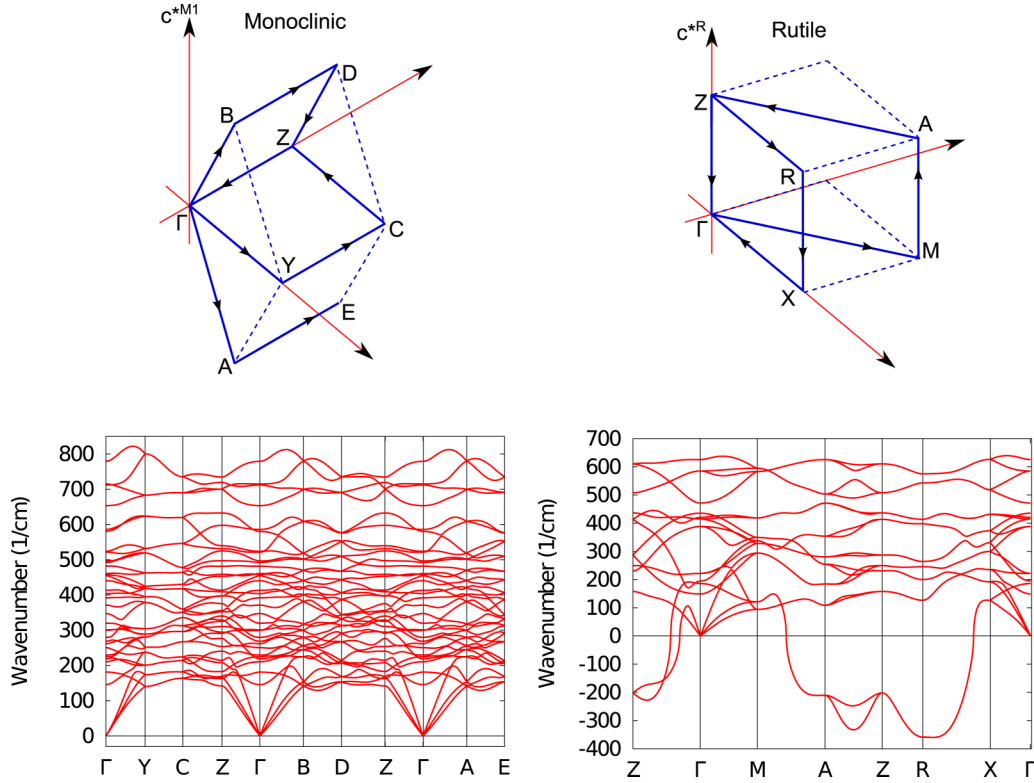 c*M1
Monoclinic
D
B
Z
Γ
C
Y
E
A
c*R
Rutile
Z
A
R
Γ
M
X
Wavenumber (1/cm)
800
700
600
500
400
300
200
100
0
Γ Y C Z Γ B D Z Γ A E
Wavenumber (1/cm)
700
600
500
400
300
200
100
0
-100
-200
-300
-400
Z Γ M A Z R X Γ